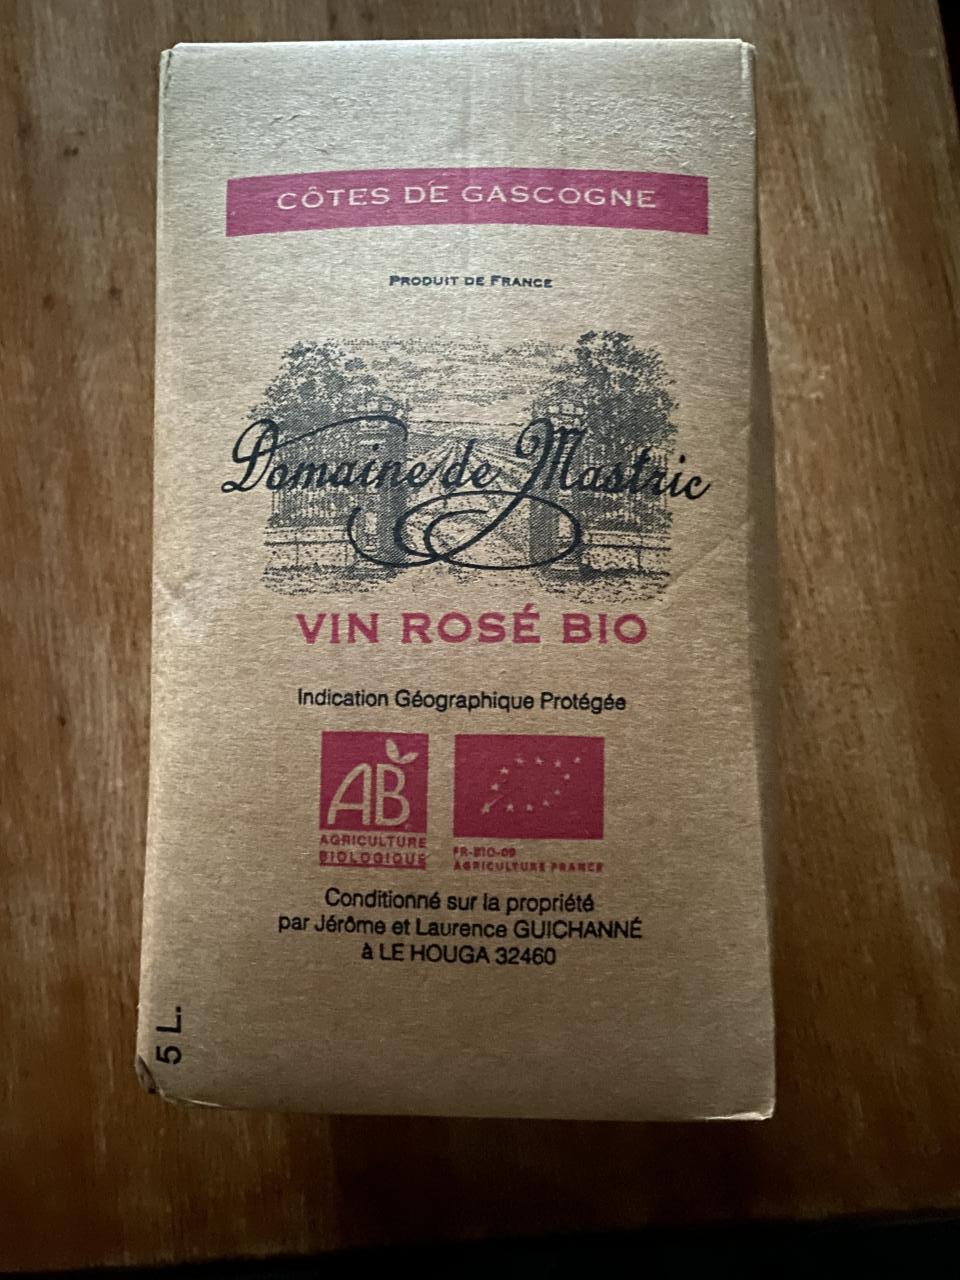 CÔTES DE GASCOGNE
PRODUIT DE FRANCE
Domaine de Mastric
VIN ROSÉ BIO
Indication Géographique Protégée
AB
AGRICULTURE
BIOLOGIQUE
FR-BIO-09
AGRICULTURE FRANCE
Conditionné sur la propriété
par Jérôme et Laurence GUICHANNÉ
à LE HOUGA 32460
5 L.